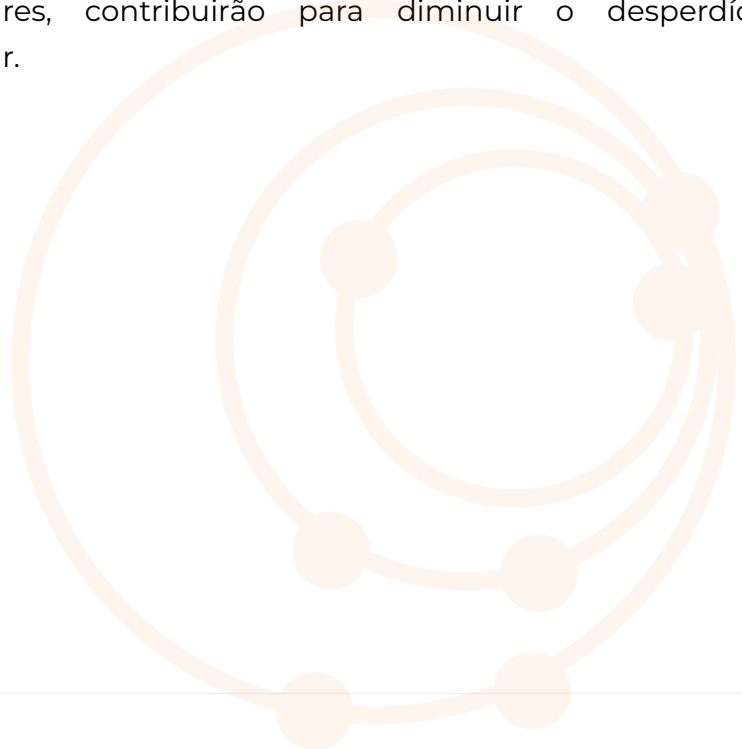 res, contribuirão para diminuir o desperdíc
r.